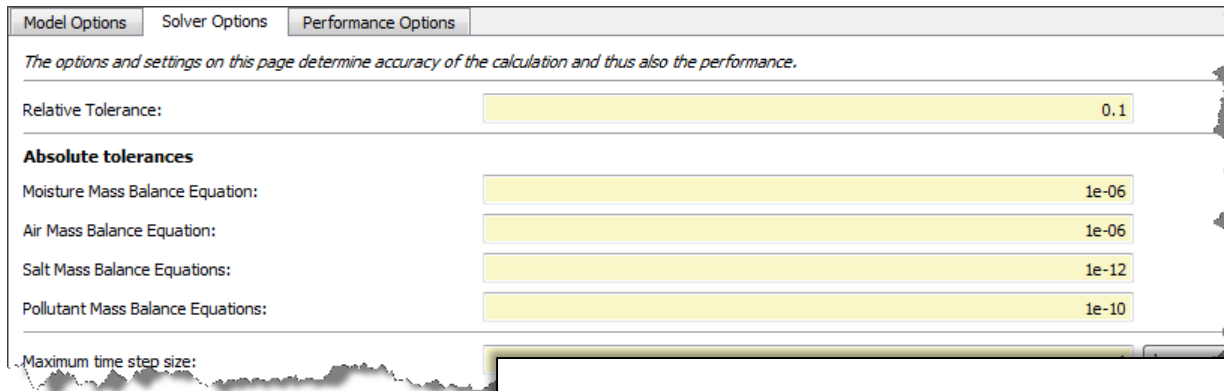 Model Options Solver Options Performance Options
The options and settings on this page determine accuracy of the calculation and thus also the performance.
Relative Tolerance: 0.1
Absolute tolerances
Moisture Mass Balance Equation: 1e-06
Air Mass Balance Equation: 1e-06
Salt Mass Balance Equations: 1e-12
Pollutant Mass Balance Equations: 1e-10
Maximum time step size: